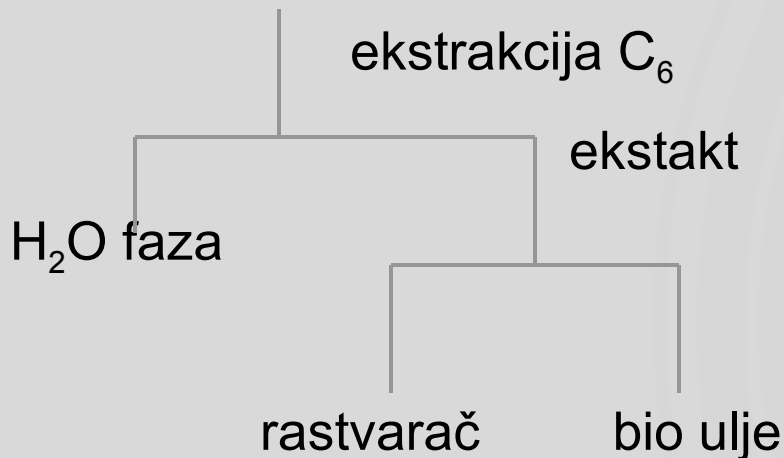 ekstrakcija C₆
ekstakt
H₂O faza
rastvarač
bio ulje